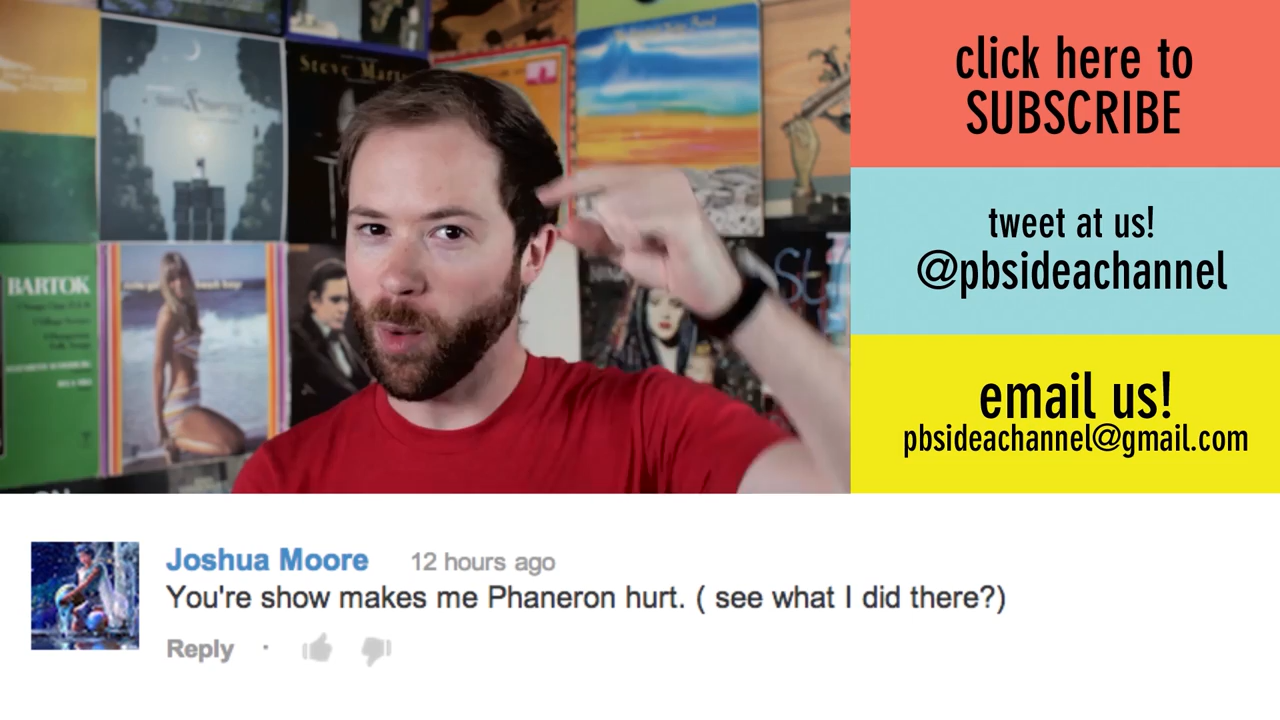 Steve Mart
BARTOK
click here to
SUBSCRIBE
tweet at us!
@pbsideachannel
email us!
pbsideachannel@gmail.com
Joshua Moore 12 hours ago
You're show makes me Phaneron hurt. ( see what I did there?)
Reply ·